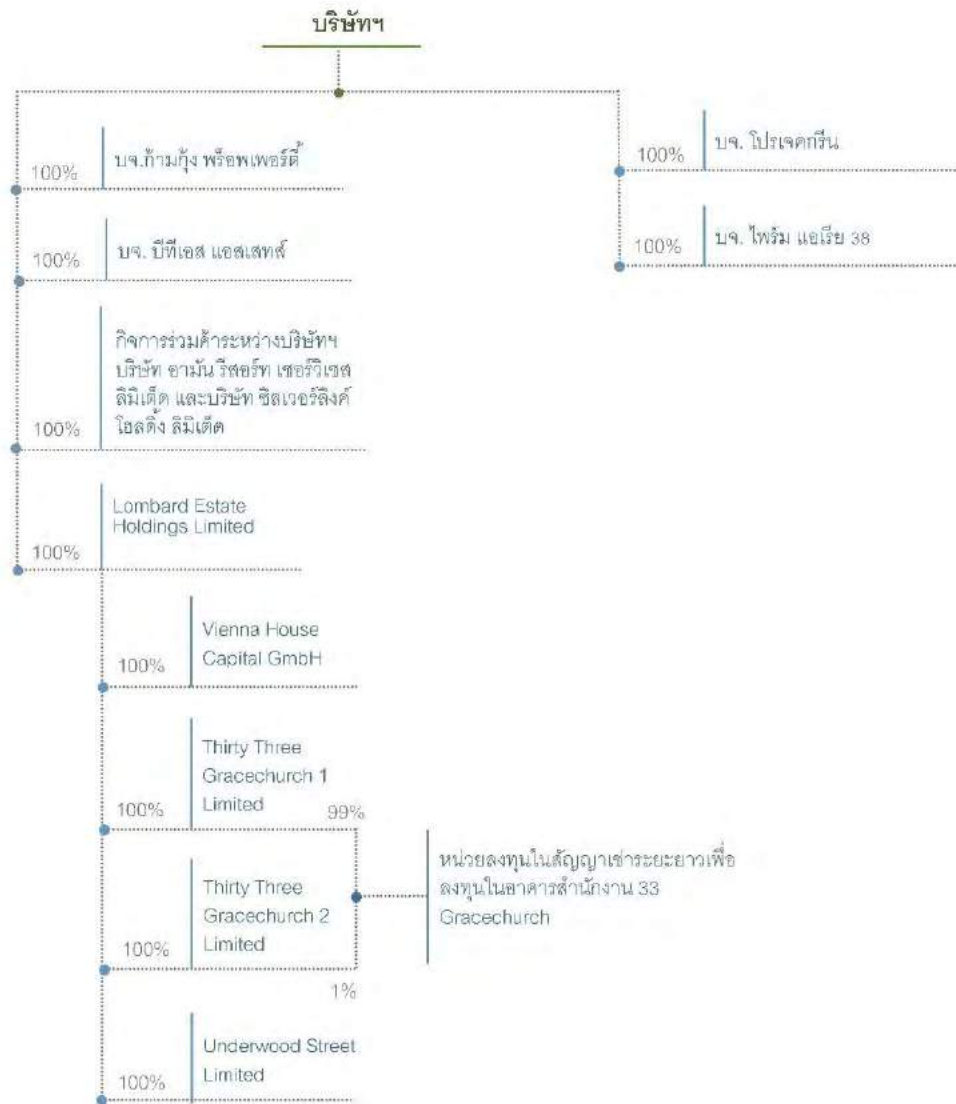 บริษัทฯ
100%
บจ.ก้ามกุ้ง พร็อพเพอร์ตี้
100%
บจ. บีทีเอส แอสเสทส์
100%
กิจการร่วมค้าระหว่างบริษัทฯ
บริษัท อามัน รีสอร์ท เซอร์วิเซส
ลิมิเต็ด และบริษัท ซิลเวอร์ลิงค์
โฮลดิ้ง ลิมิเต็ด
100%
Lombard Estate
Holdings Limited
100%
Vienna House
Capital GmbH
100%
Thirty Three
Gracechurch 1
Limited
99%
100%
Thirty Three
Gracechurch 2
Limited
1%
หน่วยลงทุนในสัญญาเช่าระยะยาวเพื่อ
ลงทุนในอาคารสำนักงาน 33
Gracechurch
100%
Underwood Street
Limited
100%
บจ. โปรเจคกรีน
100%
บจ. ไพร์ม แอเรีย 38